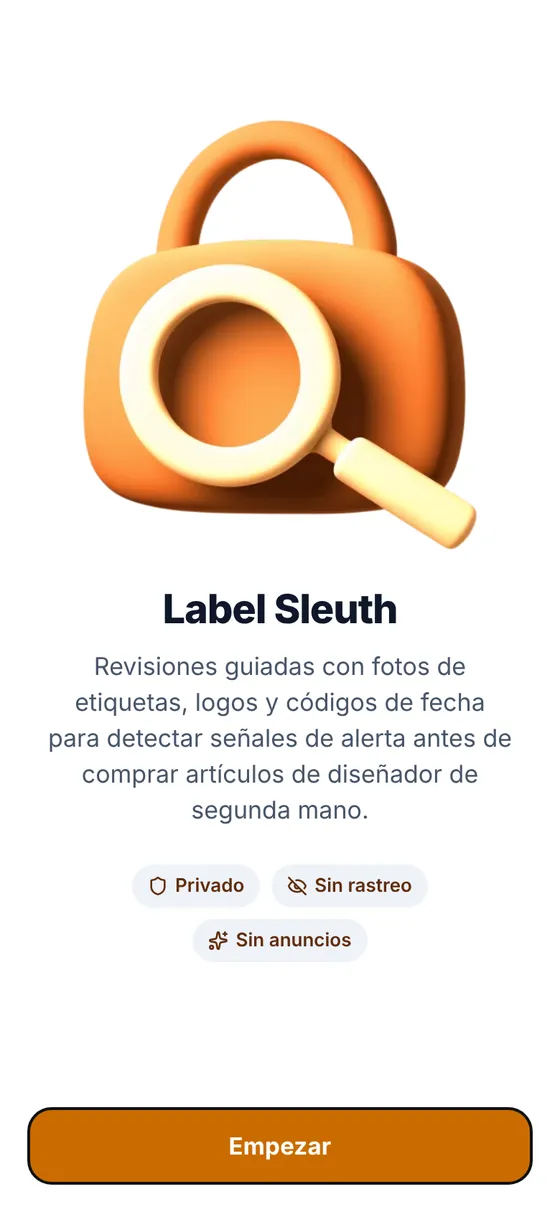 Label Sleuth
Revisiones guiadas con fotos de
etiquetas, logos y códigos de fecha
para detectar señales de alerta antes de
comprar artículos de diseñador de
segunda mano.
Privado
Sin rastreo
Sin anuncios
Empezar